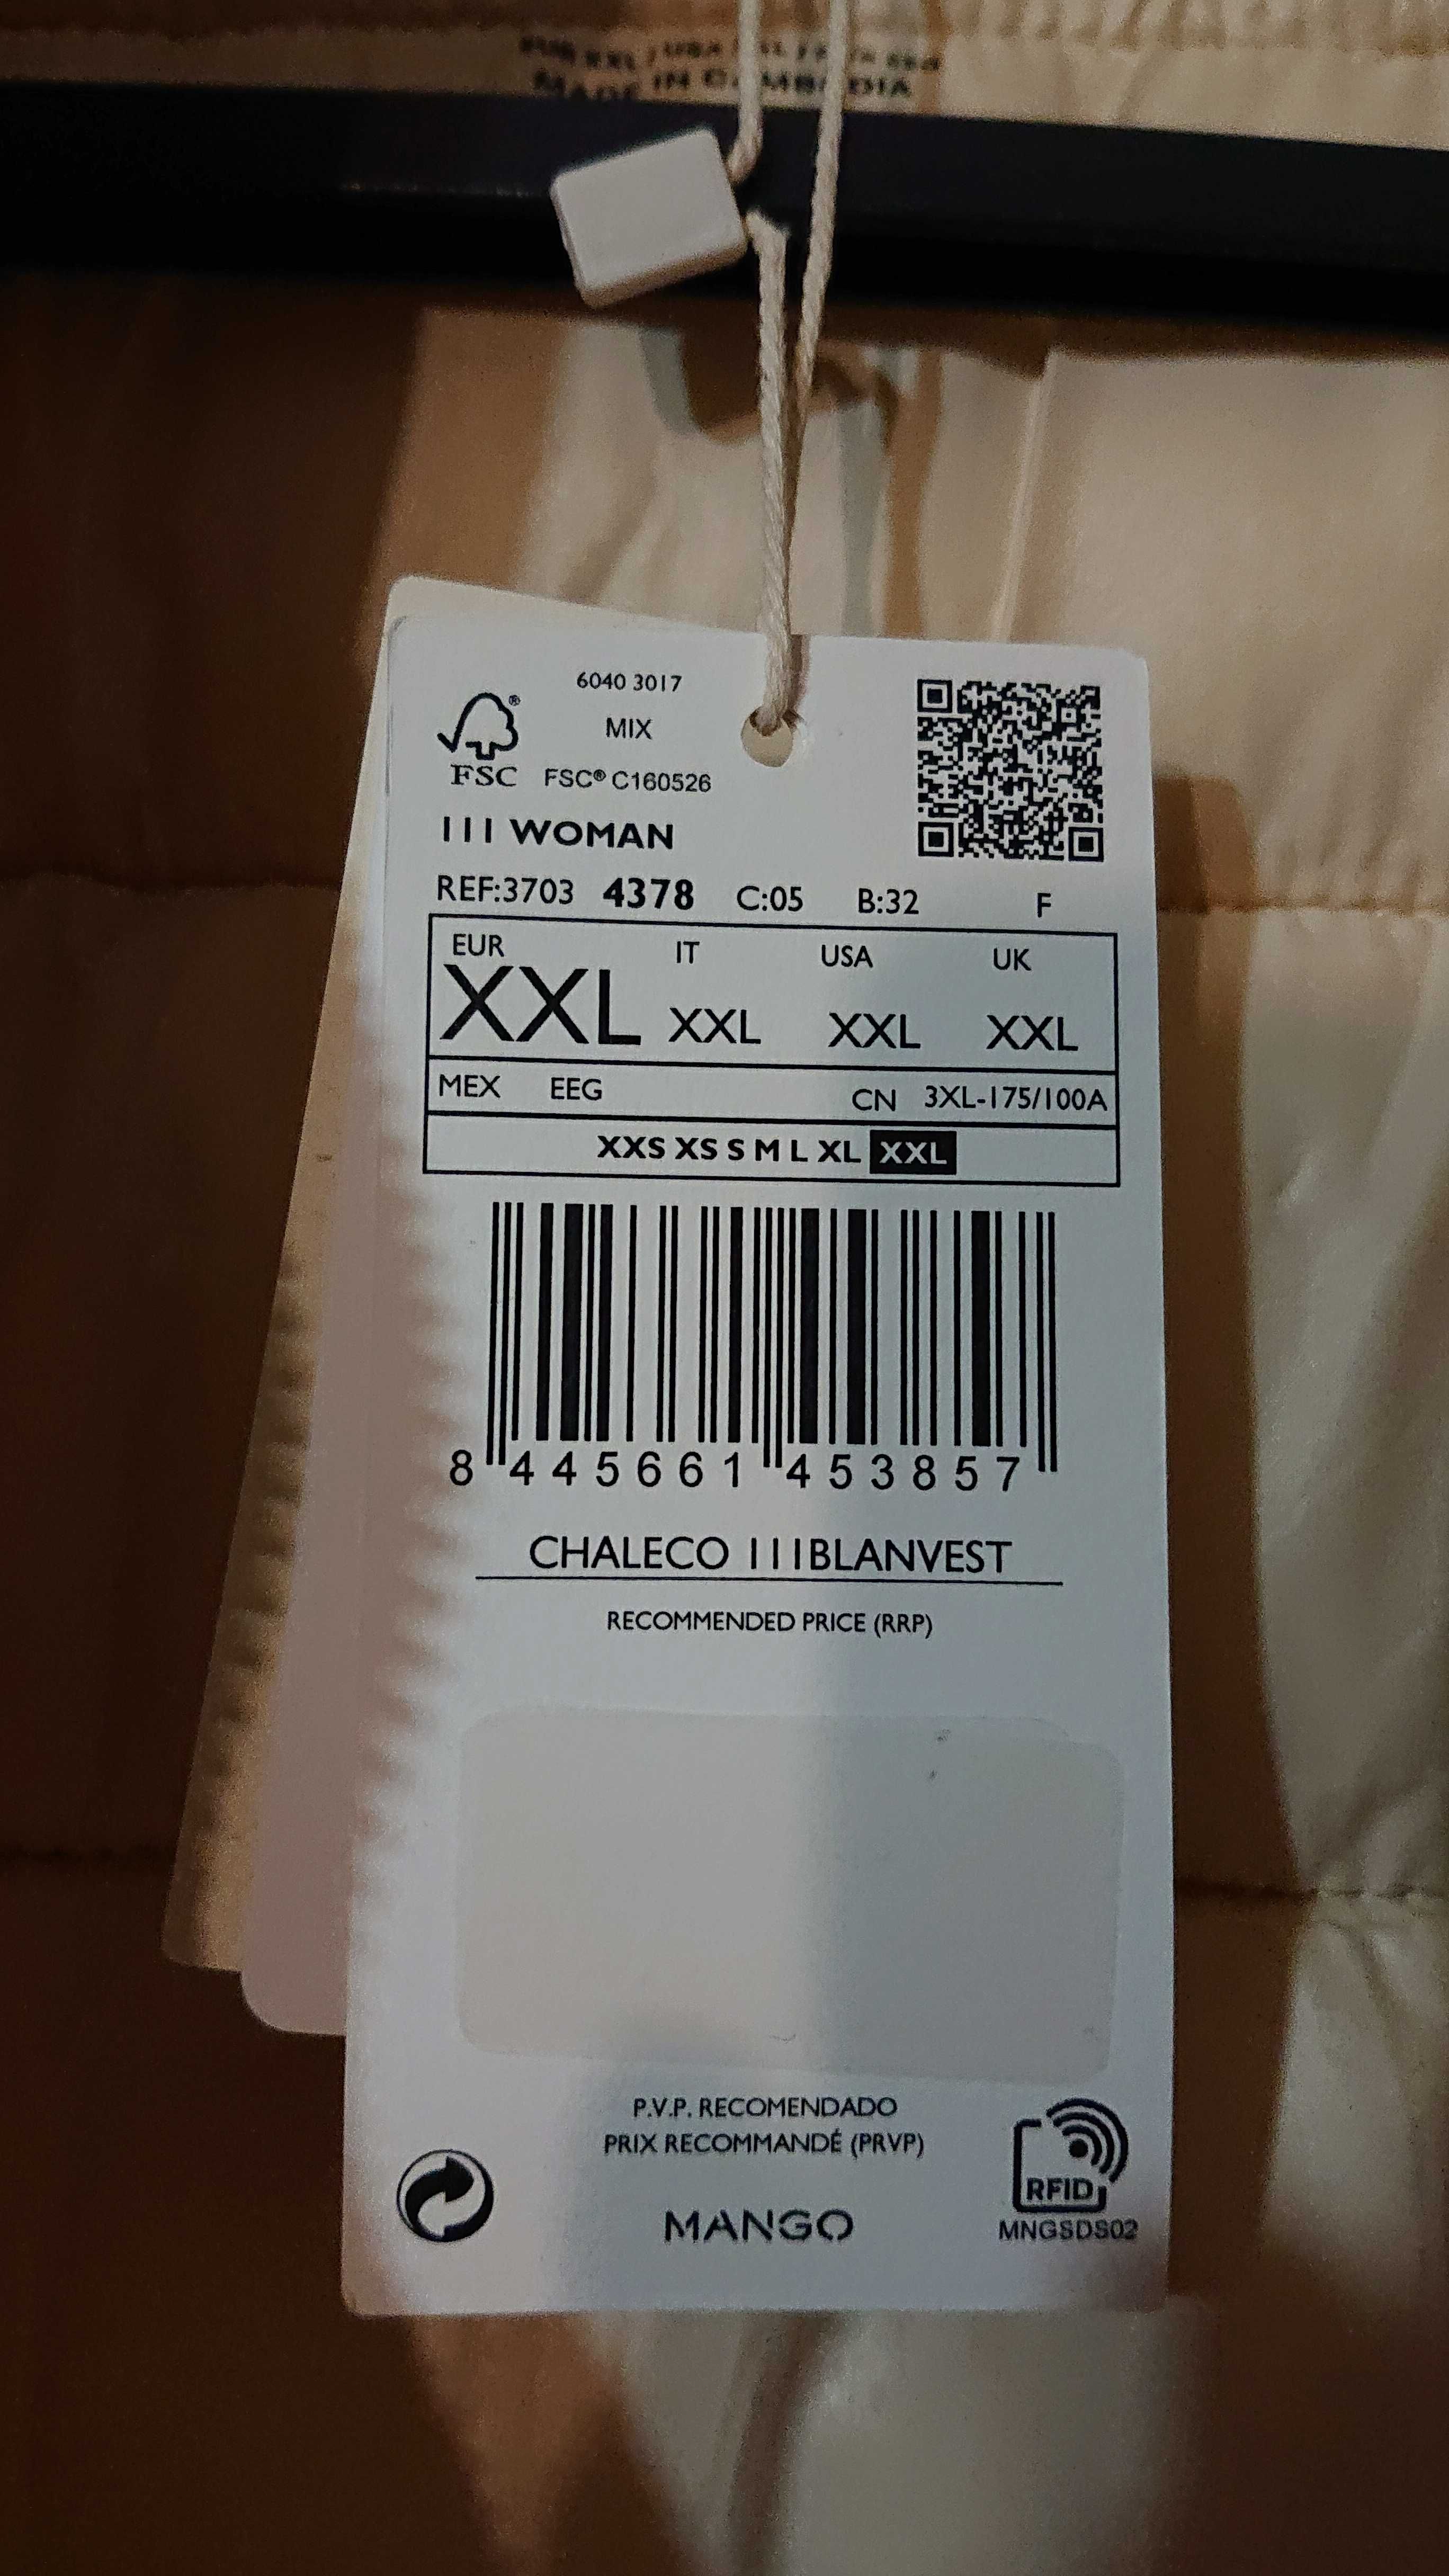 MADE IN CAMBODIA
6040 3017
MIX
FSC® FSC® C160526
III WOMAN
REF:3703 4378 C:05 B:32 F
EUR IT USA UK
XXL XXL XXL XXL
MEX EEG CN 3XL-175/100A
XXS XS S M L XL XXL
8 445661 453857
CHALECO IIIBLANVEST
RECOMMENDED PRICE (RRP)
P.V.P. RECOMENDADO
PRIX RECOMMANDÉ (PRVP)
RFID
MANGO
MNGSDS02